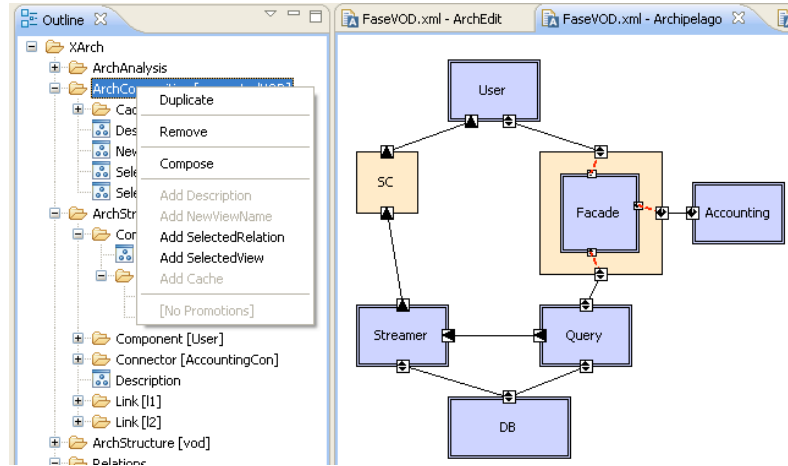 Outline
FaseVOD.xml - ArchEdit
FaseVOD.xml - Archipelago
XArch
ArchAnalysis
Duplicate
Remove
Compose
Add Description
Add NewViewName
Add SelectedRelation
Add SelectedView
Add Cache
[No Promotions]
Component [User]
Connector [AccountingCon]
Description
Link [l1]
Link [l2]
ArchStructure [vod]
Relations
User
SC
Facade
Accounting
Streamer
Query
DB